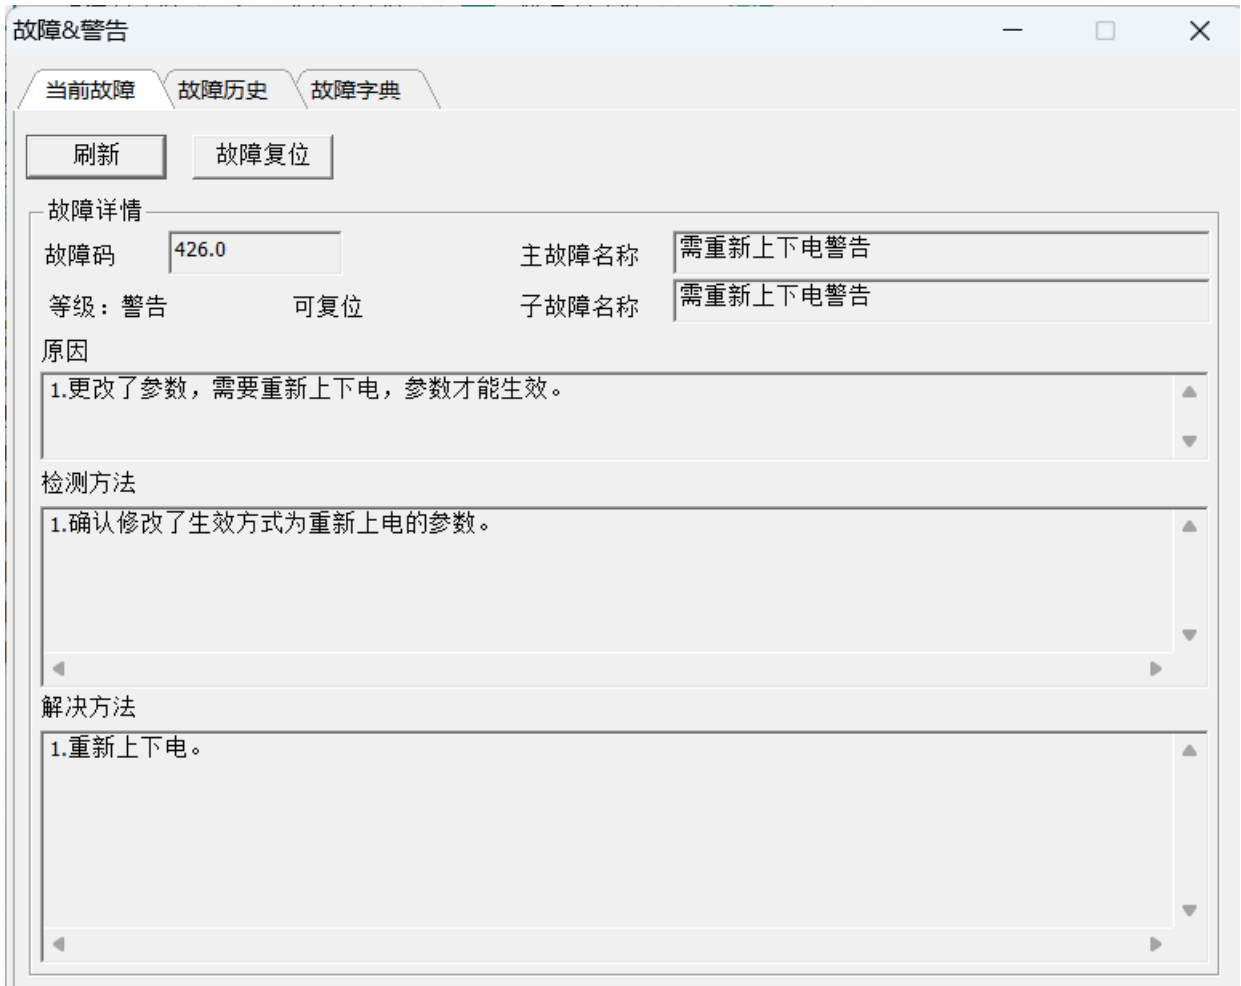 故障&警告
当前故障 故障历史 故障字典
刷新 故障复位
故障详情
故障码 426.0 主故障名称 需重新上下电警告
等级：警告 可复位 子故障名称 需重新上下电警告
原因
1.更改了参数，需要重新上下电，参数才能生效。
检测方法
1.确认修改了生效方式为重新上电的参数。
解决方法
1.重新上下电。